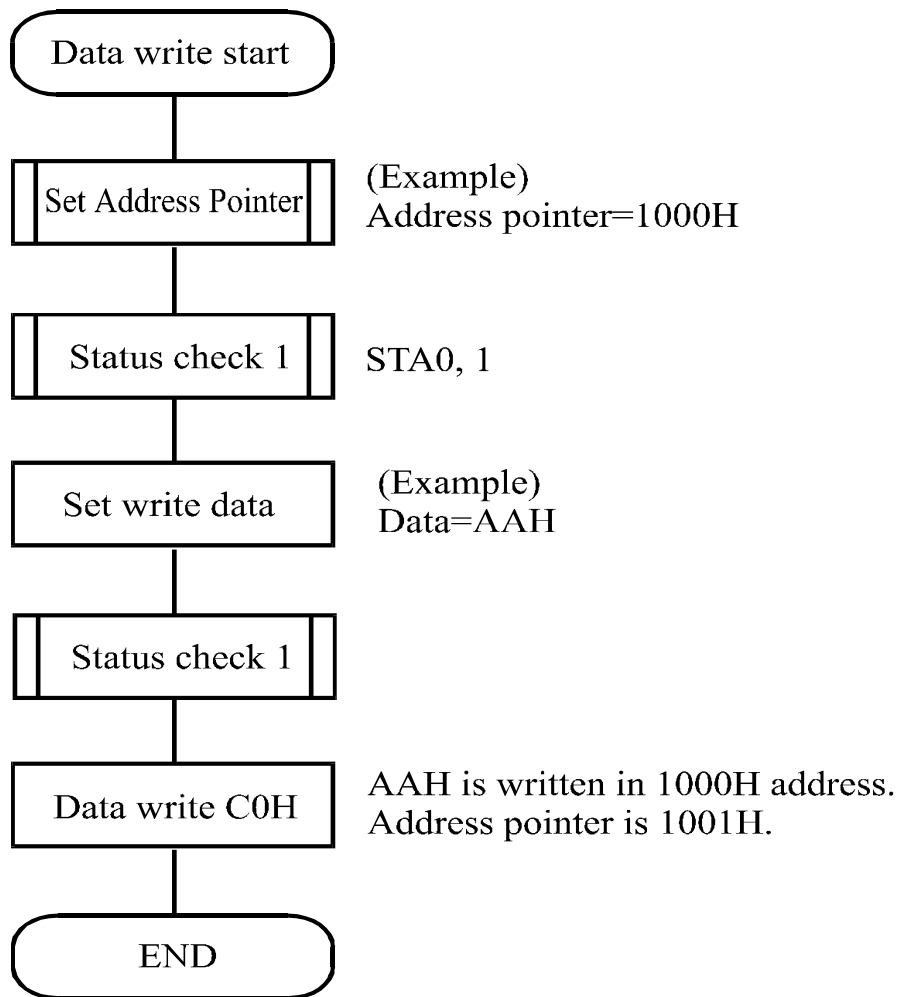 Data write start
Set Address Pointer
(Example)
Address pointer=1000H
Status check 1
STA0, 1
Set write data
(Example)
Data=AAH
Status check 1
Data write C0H
AAH is written in 1000H address.
Address pointer is 1001H.
END